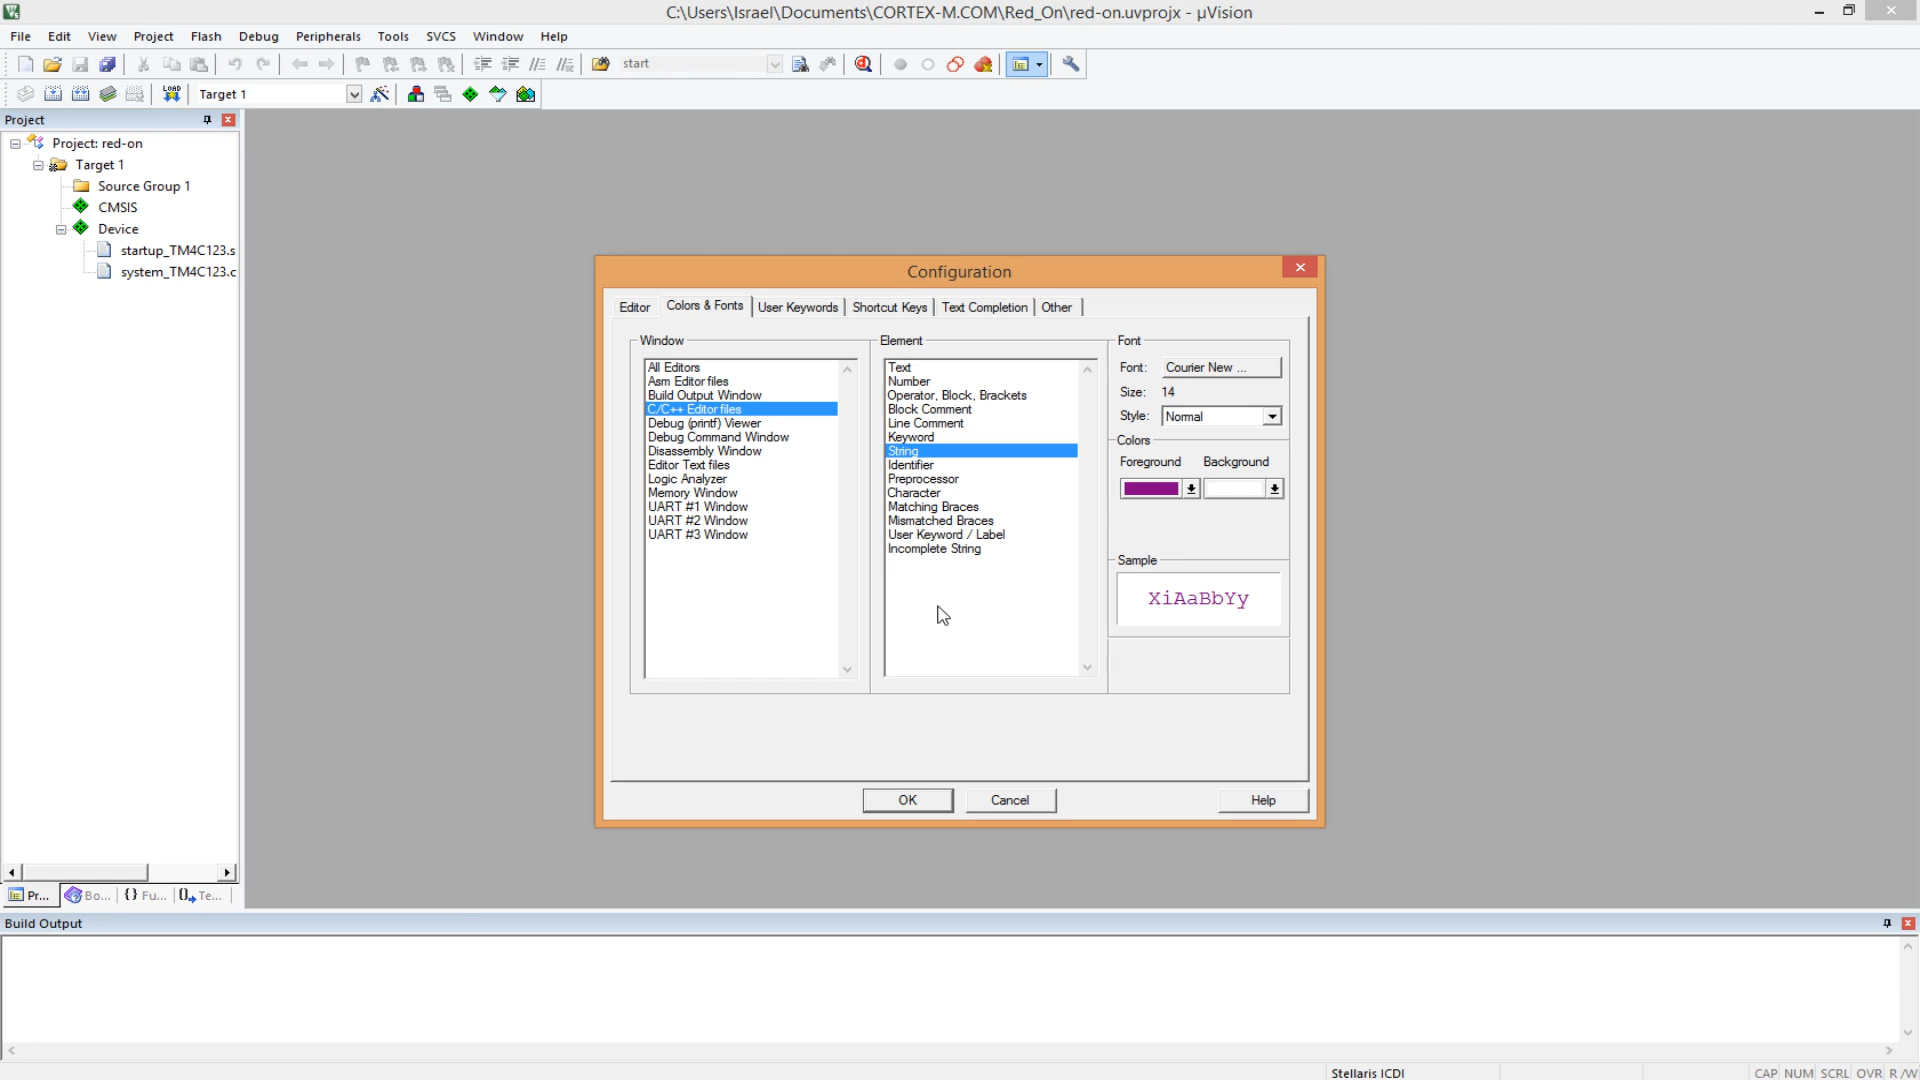 C:\Users\Israel\Documents\CORTEX-M.COM\Red_On\red-on.uvprojx - µVision
File Edit View Project Flash Debug Peripherals Tools SVCS Window Help
start
LOAD Target 1
Project
Project: red-on
Target 1
Source Group 1
CMSIS
Device
startup_TM4C123.s
system_TM4C123.c
Configuration
Editor Colors & Fonts User Keywords Shortcut Keys Text Completion Other
Window
All Editors
Asm Editor files
Build Output Window
C/C++ Editor files
Debug (printf) Viewer
Debug Command Window
Disassembly Window
Editor Text files
Logic Analyzer
Memory Window
UART #1 Window
UART #2 Window
UART #3 Window
Element
Text
Number
Operator, Block, Brackets
Block Comment
Line Comment
Keyword
String
Identifier
Preprocessor
Character
Matching Braces
Mismatched Braces
User Keyword / Label
Incomplete String
Font
Font: Courier New ...
Size: 14
Style: Normal
Colors
Foreground Background
Sample
XiAaBbYy
OK Cancel Help
Pr... Bo... {} Fu... Te...
Build Output
Stellaris ICDI CAP NUM SCRL OVR R/W